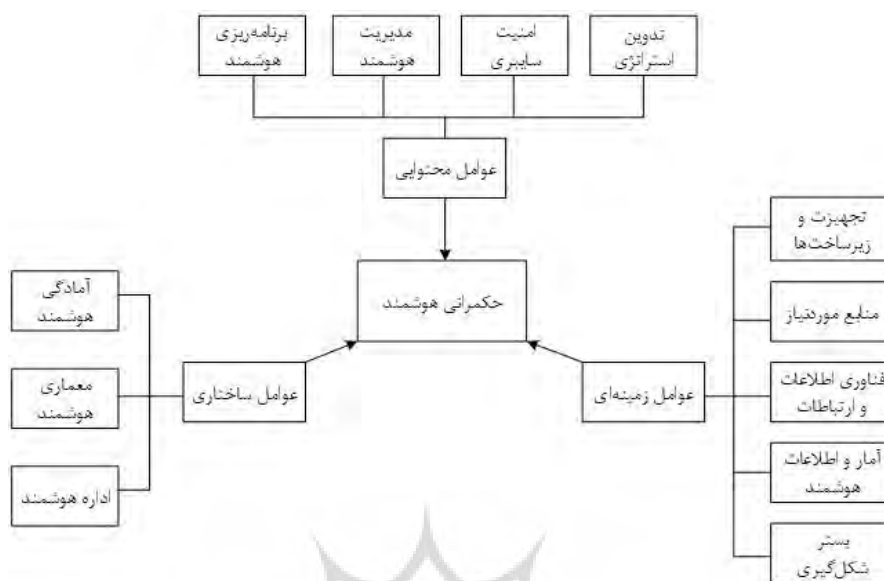 تدوین
استراتژی
امنیت
سایبری
مدیریت
هوشمند
برنامه‌ریزی
هوشمند
عوامل محتوایی
حکمرانی هوشمند
تجهیزت و
زیرساخت‌ها
منابع موردنیاز
فناوری اطلاعات
و ارتباطات
آمار و اطلاعات
هوشمند
بستر
شکل‌گیری
عوامل زمینه‌ای
عوامل ساختاری
آمادگی
هوشمند
معماری
هوشمند
اداره هوشمند